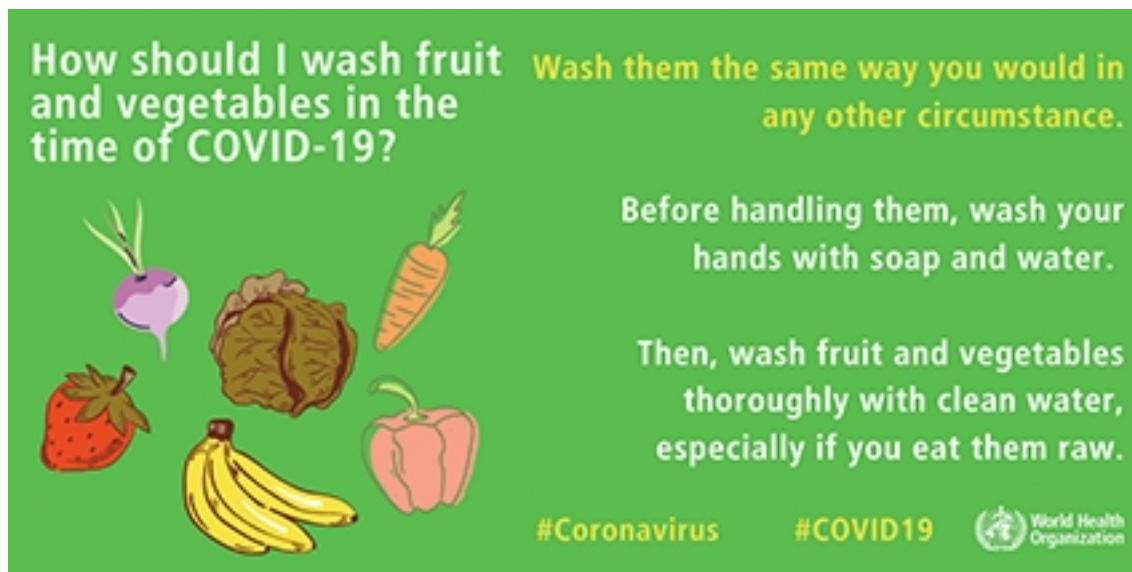 How should I wash fruit
and vegetables in the
time of COVID-19?
Wash them the same way you would in
any other circumstance.
Before handling them, wash your
hands with soap and water.
Then, wash fruit and vegetables
thoroughly with clean water,
especially if you eat them raw.
#Coronavirus #COVID19
World Health
Organization